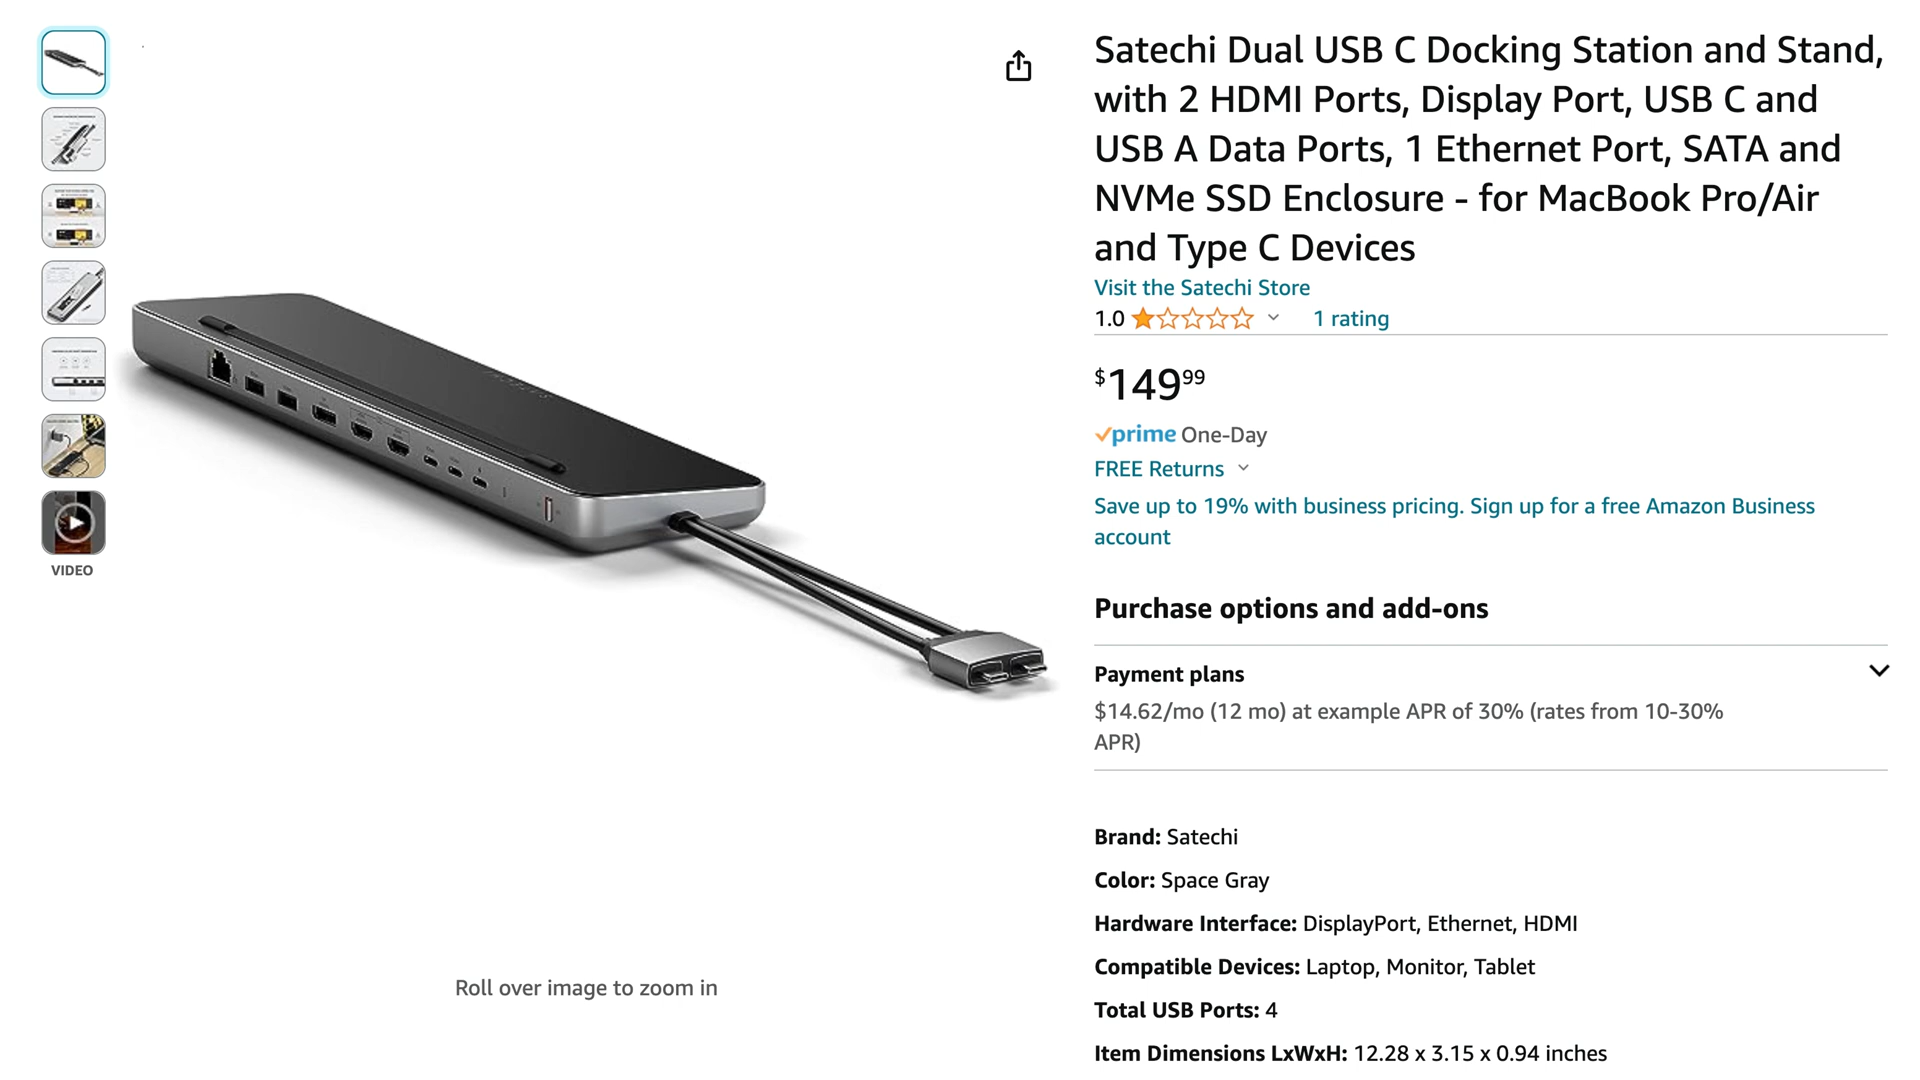 Satechi Dual USB C Docking Station and Stand,
with 2 HDMI Ports, Display Port, USB C and
USB A Data Ports, 1 Ethernet Port, SATA and
NVMe SSD Enclosure - for MacBook Pro/Air
and Type C Devices
Visit the Satechi Store
1.0 1 rating
$149.99
prime One-Day
FREE Returns
Save up to 19% with business pricing. Sign up for a free Amazon Business
account
Purchase options and add-ons
Payment plans
$14.62/mo (12 mo) at example APR of 30% (rates from 10-30%
APR)
Brand: Satechi
Color: Space Gray
Hardware Interface: DisplayPort, Ethernet, HDMI
Compatible Devices: Laptop, Monitor, Tablet
Total USB Ports: 4
Item Dimensions LxWxH: 12.28 x 3.15 x 0.94 inches
VIDEO
Roll over image to zoom in